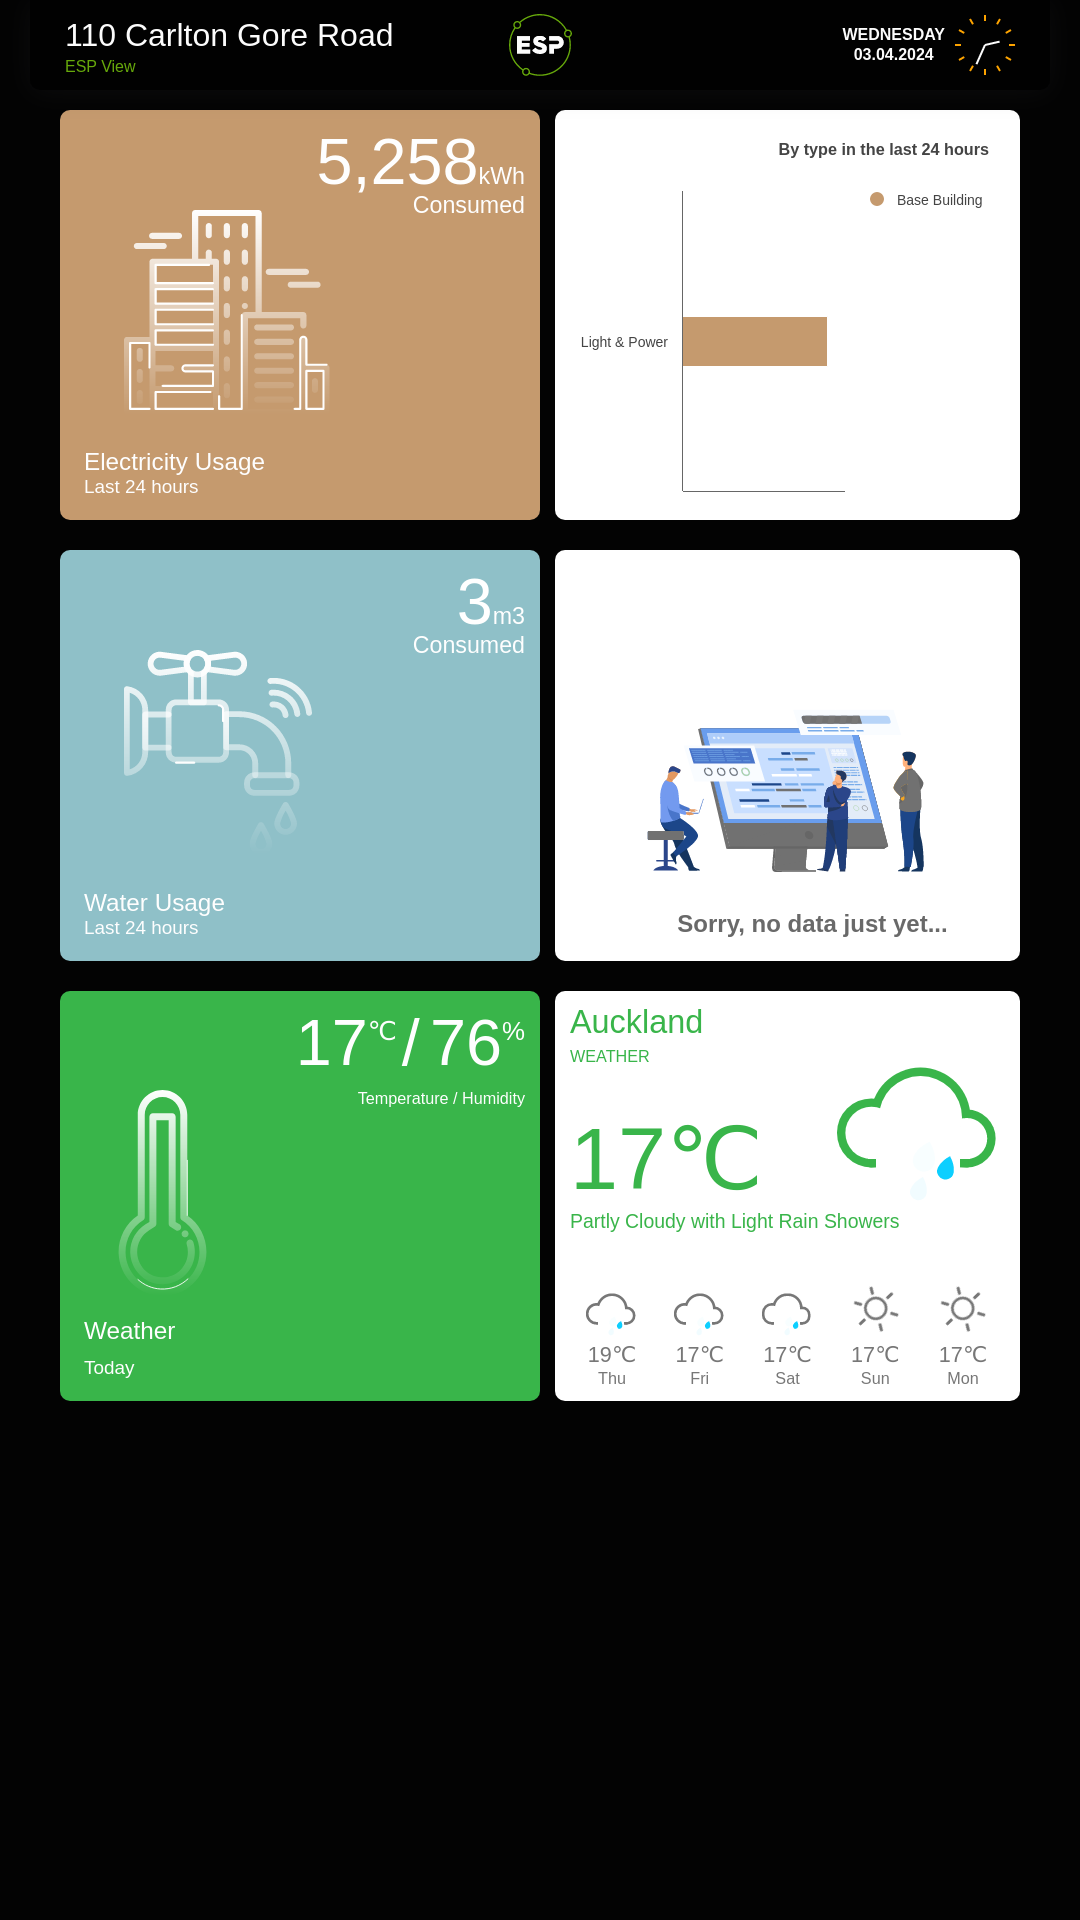 110 Carlton Gore Road
ESP View
ESP
WEDNESDAY
03.04.2024
5,258kWh
Consumed
Electricity Usage
Last 24 hours
By type in the last 24 hours
Base Building
Light & Power
3m3
Consumed
Water Usage
Last 24 hours
Sorry, no data just yet...
17℃/76%
Temperature / Humidity
Weather
Today
Auckland
WEATHER
17℃
Partly Cloudy with Light Rain Showers
19℃ 17℃ 17℃ 17℃ 17℃
Thu Fri Sat Sun Mon